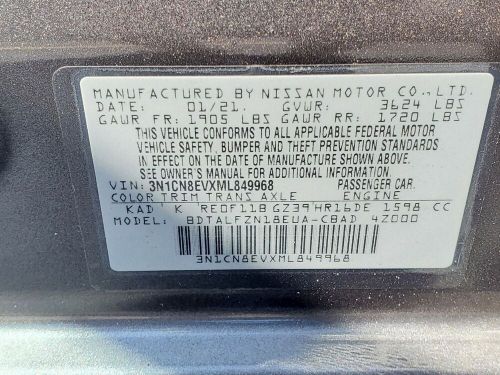 MANUFACTURED BY NISSAN MOTOR CO., LTD.
DATE: 01/21. GVWR: 3624 LBS
GAWR FR: 1905 LBS GAWR RR: 1720 LBS
THIS VEHICLE CONFORMS TO ALL APPLICABLE FEDERAL MOTOR
VEHICLE SAFETY, BUMPER AND THEFT PREVENTION STANDARDS
IN EFFECT ON THE DATE OF MANUFACTURE SHOWN ABOVE.
SEE OWNER'S MANUAL FOR ADDITIONAL INFORMATION.
VIN: 3N1CN8EVXML849968 PASSENGER CAR.
COLOR TRIM TRANS AXLE ENGINE
KAD K RE0F11B GZ39 HR16DE 1598 CC
MODEL: BDTALFZN18EUA-CBAD 4Z000
3N1CN8EVXML849968